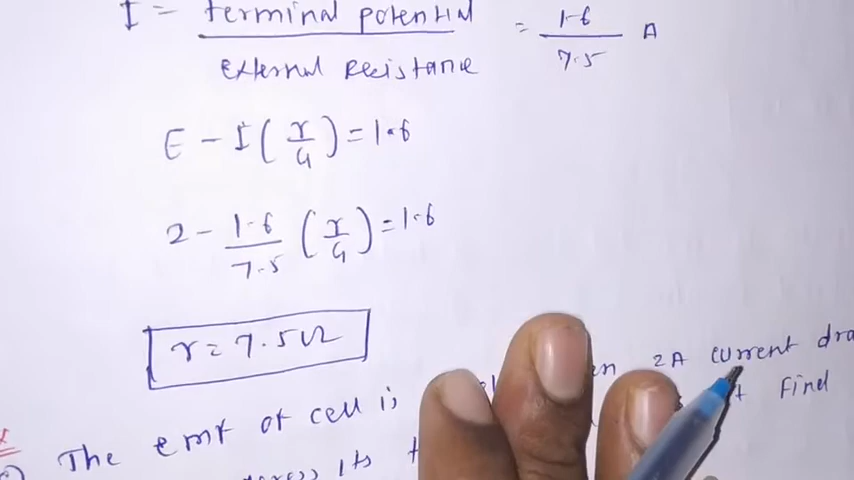 I = terminal potential / external Resistance = 1.6 / 7.5 A
E - I(r/4) = 1.6
2 - 1.6/7.5 (r/4) = 1.6
r = 7.5Ω
The emf of cell is 2A current
its Find